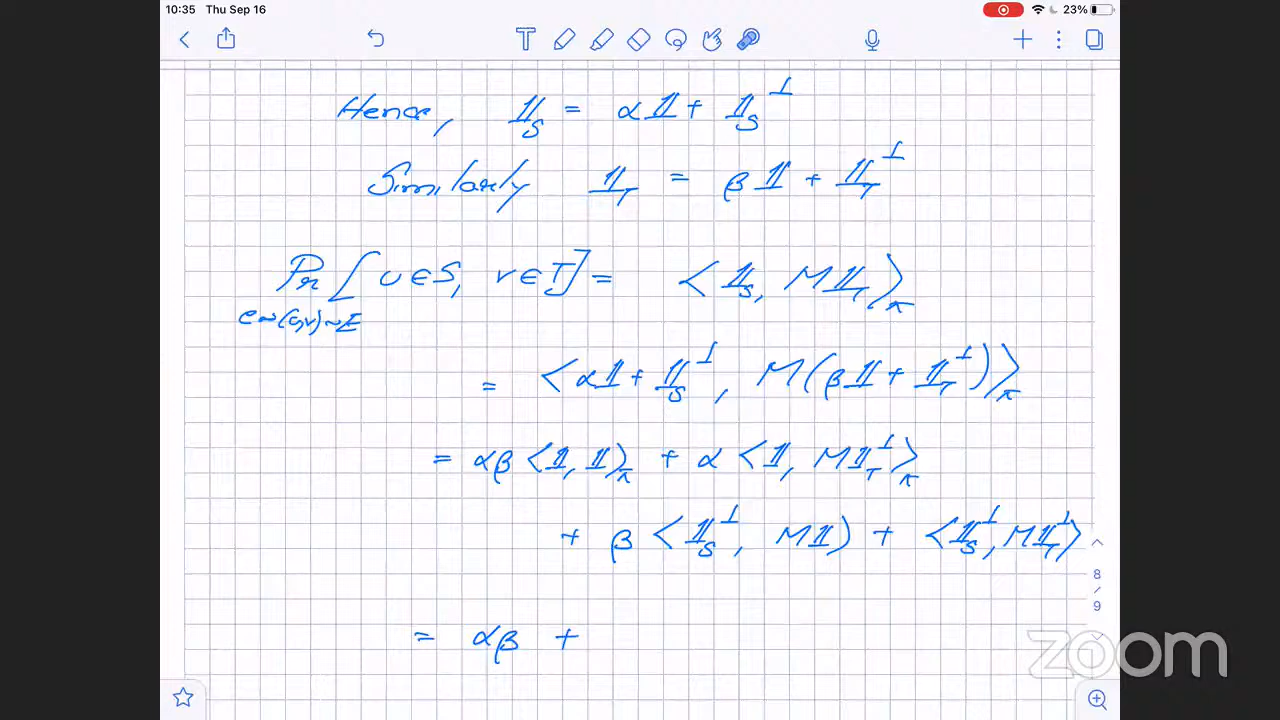 10:35 Thu Sep 16
23%
Hence, 𝟙_S = α𝟙 + 𝟙_S^⊥
Similarly 𝟙_T = β𝟙 + 𝟙_T^⊥
Pr [ u∈S, v∈T ] = ⟨𝟙_S, M𝟙_T⟩_π
e~(u,v)~E
= ⟨α𝟙 + 𝟙_S^⊥, M(β𝟙 + 𝟙_T^⊥)⟩_π
= αβ ⟨𝟙, 𝟙⟩_π + α ⟨𝟙, M𝟙_T^⊥⟩_π
+ β ⟨𝟙_S^⊥, M𝟙⟩ + ⟨𝟙_S^⊥, M𝟙_T^⊥⟩
8
/
9
= αβ +
zoom